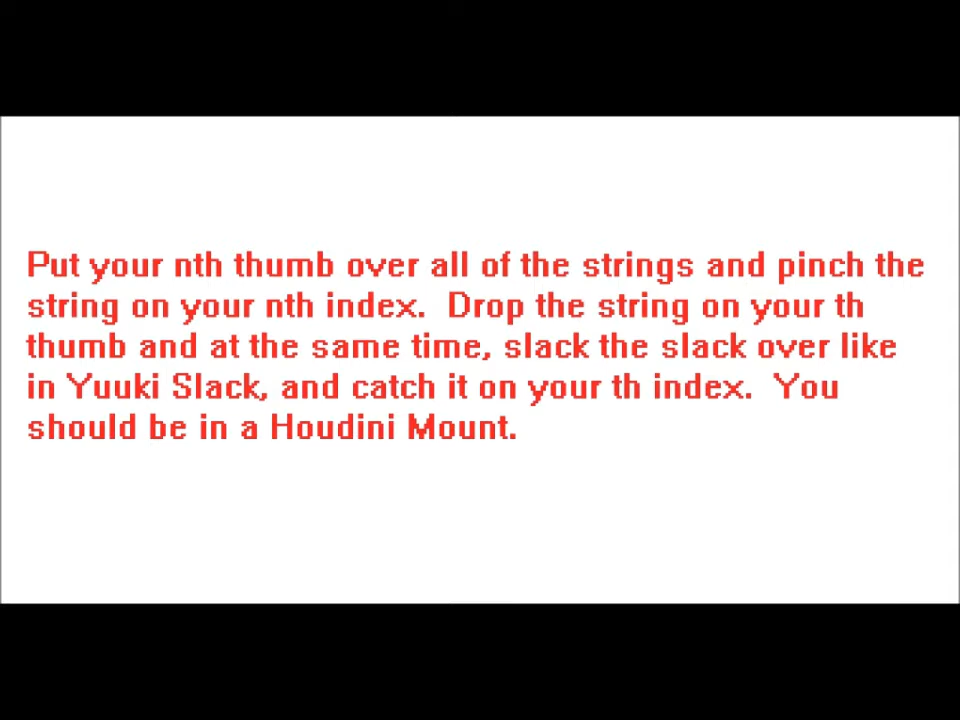 Put your nth thumb over all of the strings and pinch the
string on your nth index.  Drop the string on your th
thumb and at the same time, slack the slack over like
in Yuuki Slack, and catch it on your th index.  You
should be in a Houdini Mount.